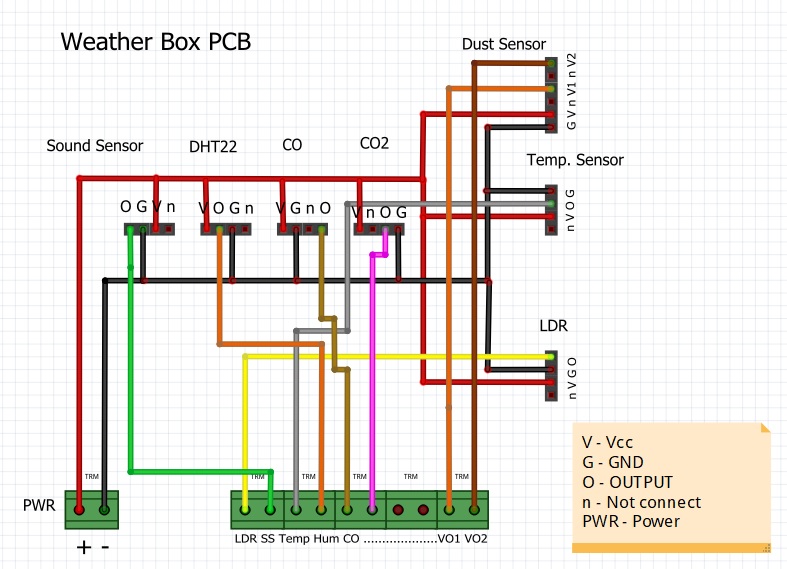 Weather Box PCB
Dust Sensor
G V n V1 n V2
Sound Sensor
DHT22
CO
CO2
Temp. Sensor
O G V n
V O G n
V G n O
V n O G
n V O G
LDR
n V G O
V - Vcc
G - GND
O - OUTPUT
n - Not connect
PWR - Power
TRM
TRM
TRM
TRM
TRM
PWR
+ -
LDR SS Temp Hum CO ......................VO1 VO2